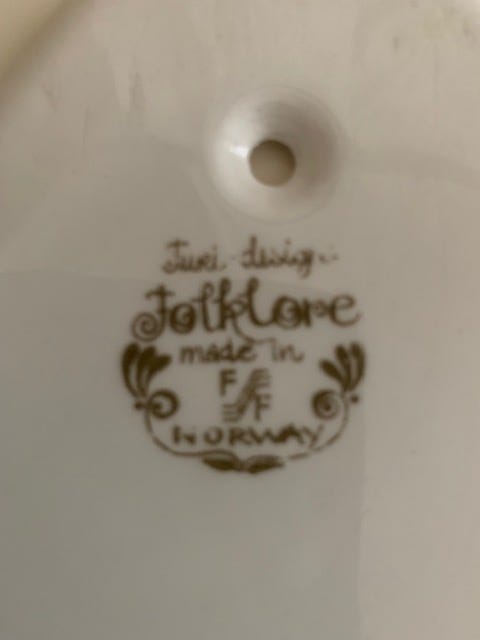 Turi-design
Folklore
made in
F F
F F
NORWAY